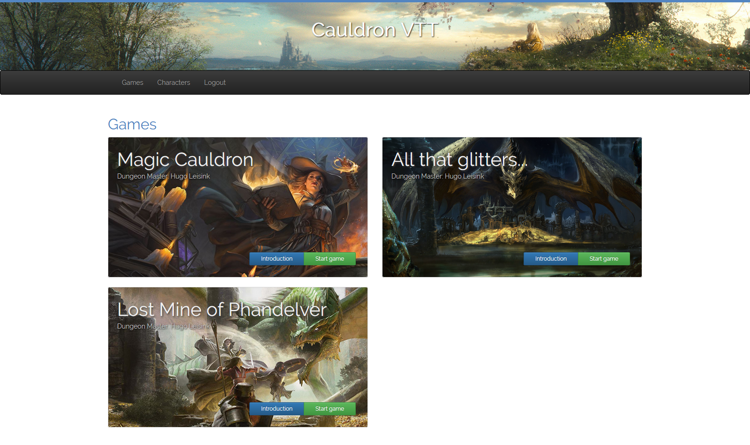 Cauldron VTT
Games Characters Logout
Games
Magic Cauldron
Dungeon Master: Hugo Leisink
Introduction Start game
All that glitters...
Dungeon Master: Hugo Leisink
Introduction Start game
Lost Mine of Phandelver
Dungeon Master: Hugo Leisink
Introduction Start game